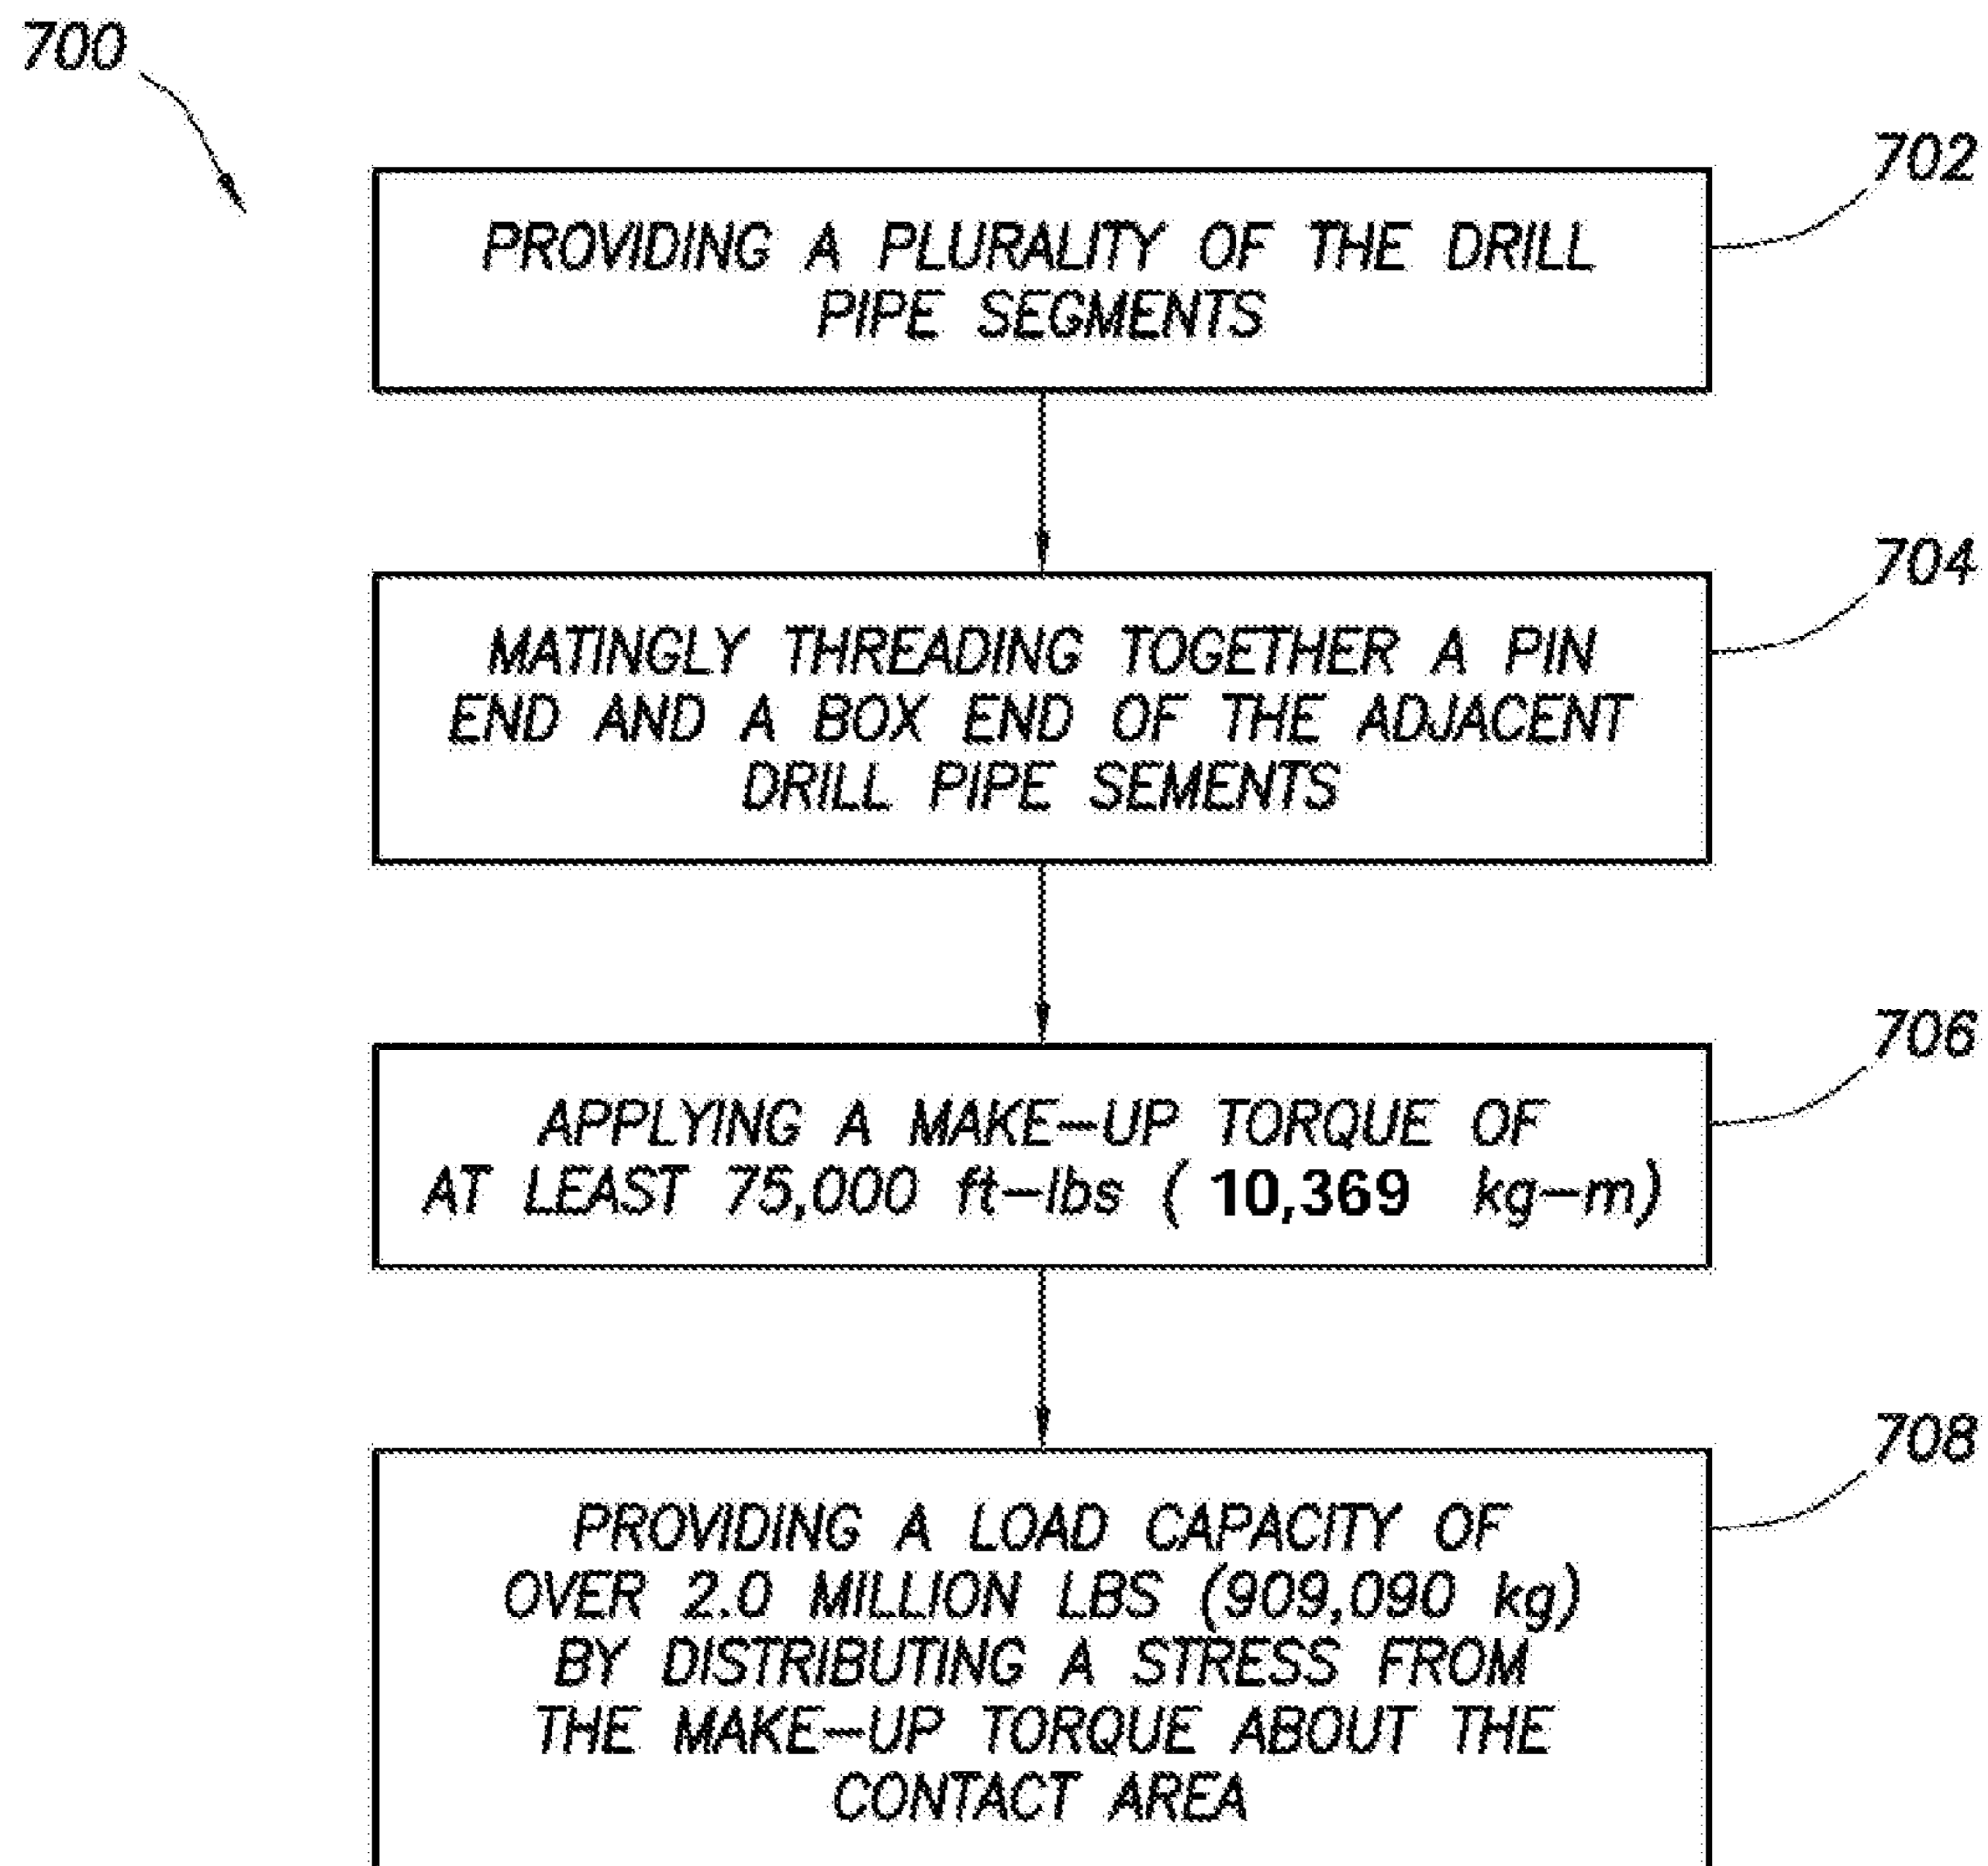 700
702
PROVIDING A PLURALITY OF THE DRILL
PIPE SEGMENTS
704
MATINGLY THREADING TOGETHER A PIN
END AND A BOX END OF THE ADJACENT
DRILL PIPE SEMENTS
706
APPLYING A MAKE-UP TORQUE OF
AT LEAST 75,000 ft-lbs ( 10,369 kg-m)
708
PROVIDING A LOAD CAPACITY OF
OVER 2.0 MILLION LBS (909,090 kg)
BY DISTRIBUTING A STRESS FROM
THE MAKE-UP TORQUE ABOUT THE
CONTACT AREA